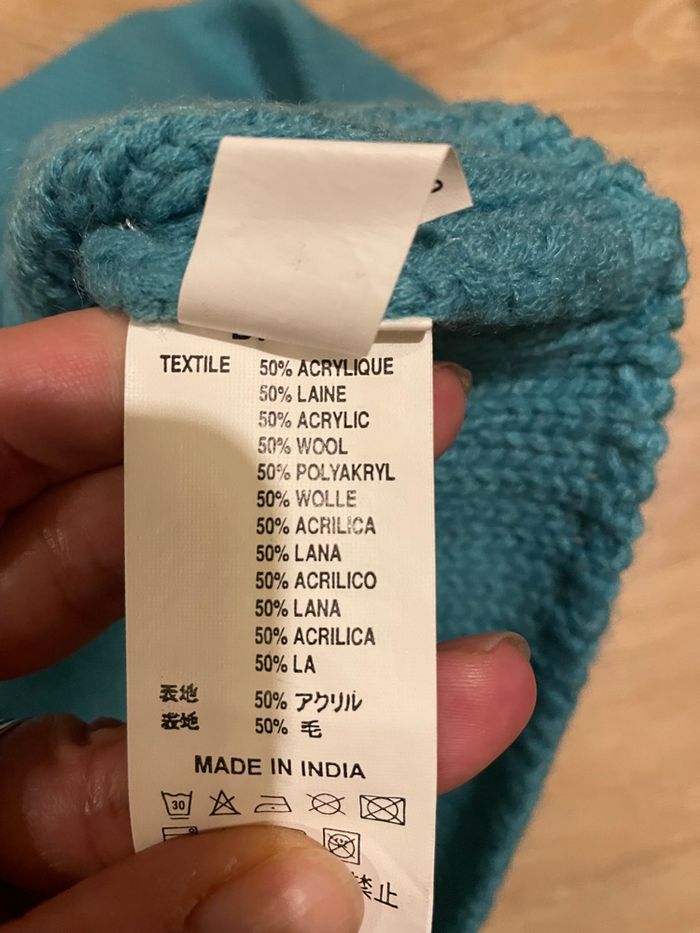 TEXTILE 50% ACRYLIQUE
50% LAINE
50% ACRYLIC
50% WOOL
50% POLYAKRYL
50% WOLLE
50% ACRILICA
50% LANA
50% ACRILICO
50% LANA
50% ACRILICA
50% LA
表地 50% アクリル
表地 50% 毛
MADE IN INDIA
30
禁止